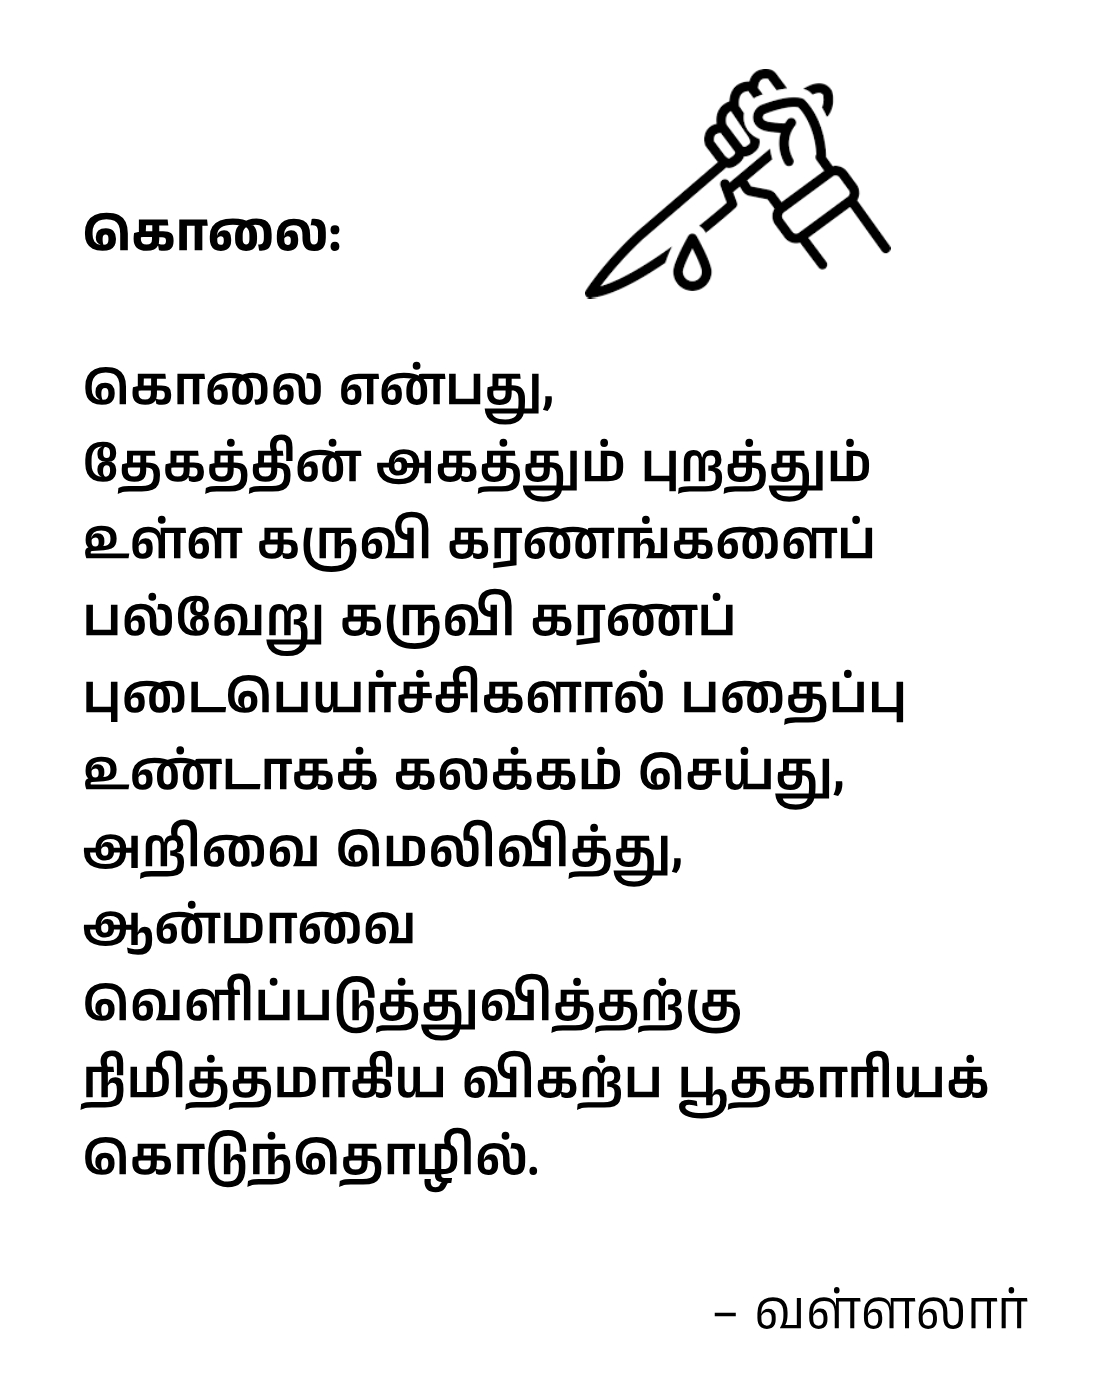 கொலை:
கொலை என்பது,
தேகத்தின் அகத்தும் புறத்தும்
உள்ள கருவி கரணங்களைப்
பல்வேறு கருவி கரணப்
புடைபெயர்ச்சிகளால் பதைப்பு
உண்டாகக் கலக்கம் செய்து,
அறிவை மெலிவித்து,
ஆன்மாவை
வெளிப்படுத்துவித்தற்கு
நிமித்தமாகிய விகற்ப பூதகாரியக்
கொடுந்தொழில்.
– வள்ளலார்